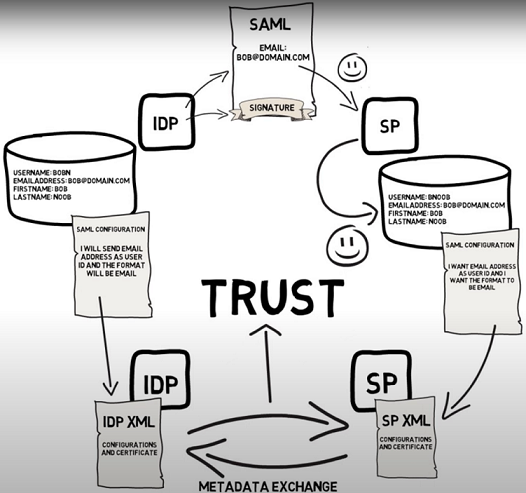 SAML
EMAIL:
BOB@DOMAIN.COM
SIGNATURE
IDP
SP
USERNAME:BOBN
EMAILADDRESS:BOB@DOMAIN.COM
FIRSTNAME:BOB
LASTNAME:NOOB
USERNAME:BNOOB
EMAILADDRESS:BOB@DOMAIN.COM
FIRSTNAME:BOB
LASTNAME:NOOB
SAML CONFIGURATION
I WILL SEND EMAIL
ADDRESS AS USER
ID AND THE FORMAT
WILL BE EMAIL
SAML CONFIGURATION
I WANT EMAIL ADDRESS
AS USER ID AND I
WANT THE FORMAT TO
BE EMAIL
TRUST
IDP
SP
IDP XML
CONFIGURATIONS
AND CERTIFICATE
SP XML
CONFIGURATIONS
AND CERTIFICATE
METADATA EXCHANGE